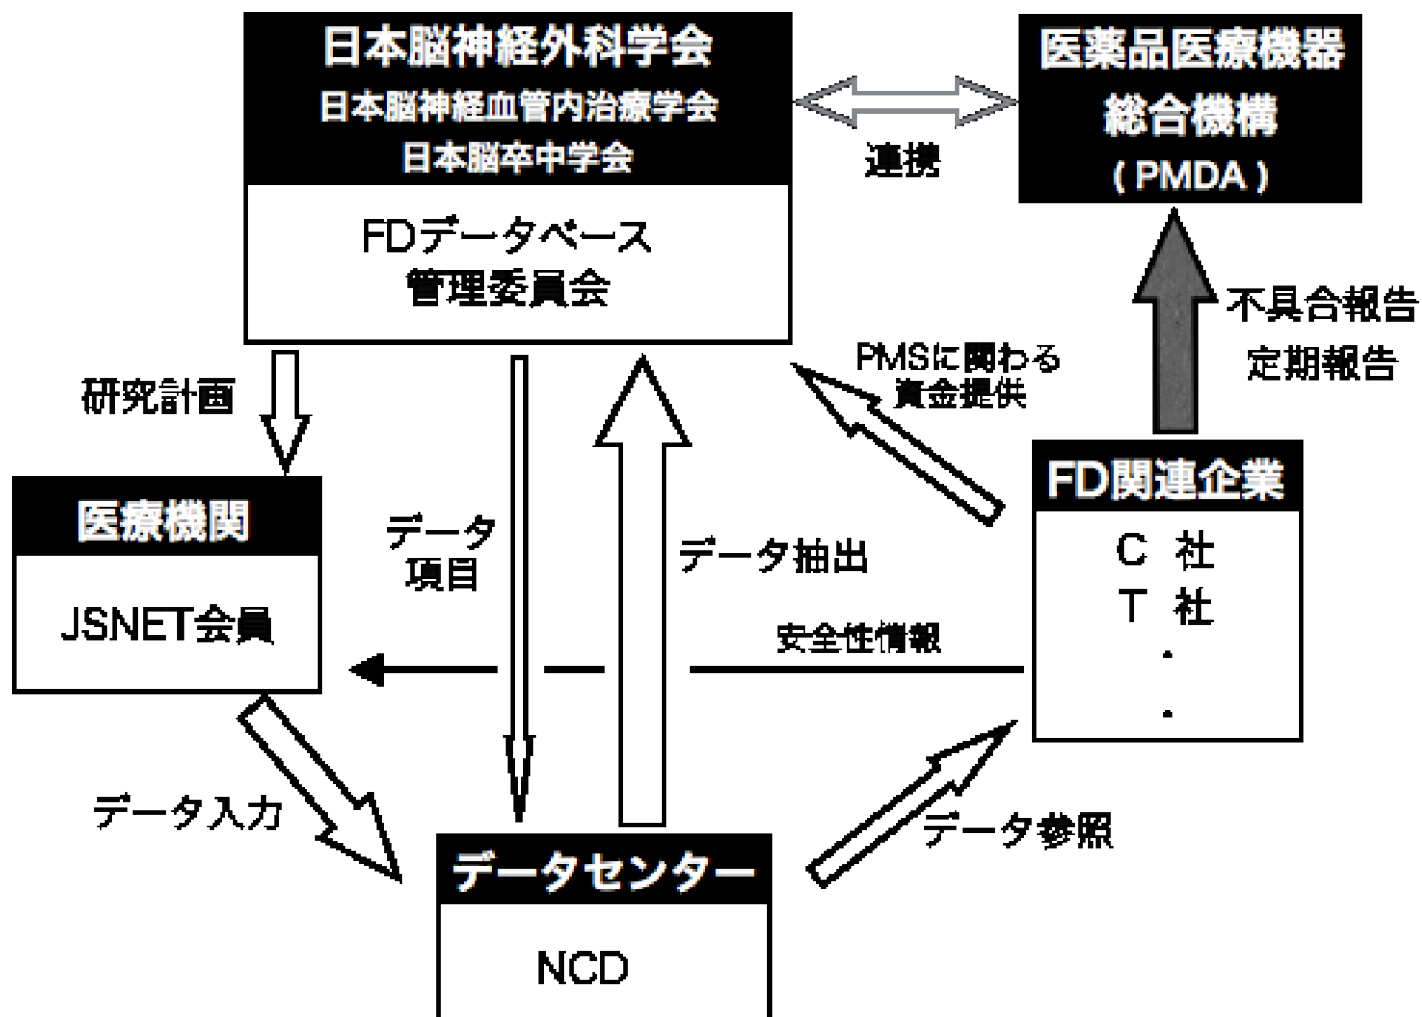 日本脳神経外科学会
日本脳神経血管内治療学会
日本脳卒中学会
FDデータベース
管理委員会
連携
医薬品医療機器
総合機構
( PMDA )
不具合報告
定期報告
PMSに関わる
資金提供
研究計画
FD関連企業
C 社
T 社
・
・
医療機関
JSNET会員
データ
項目
データ抽出
安全性情報
データ入力
データ参照
データセンター
NCD